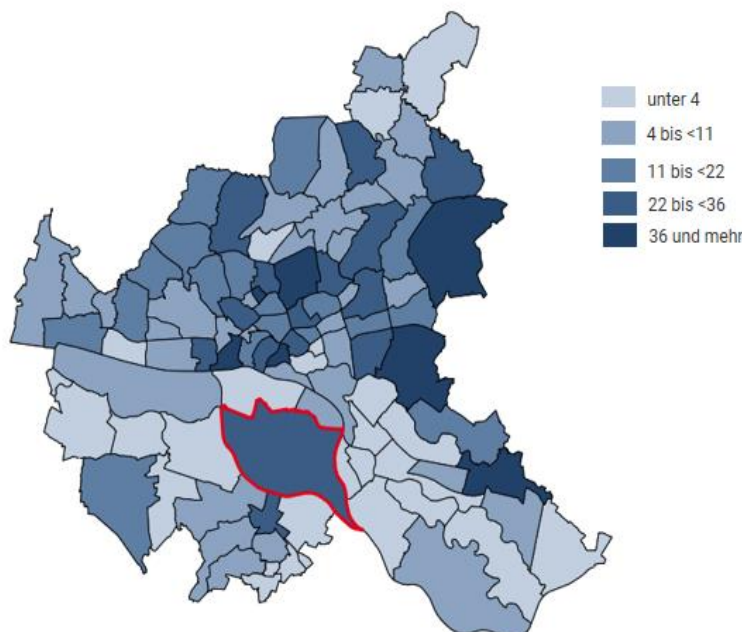 unter 4
4 bis <11
11 bis <22
22 bis <36
36 und mehr